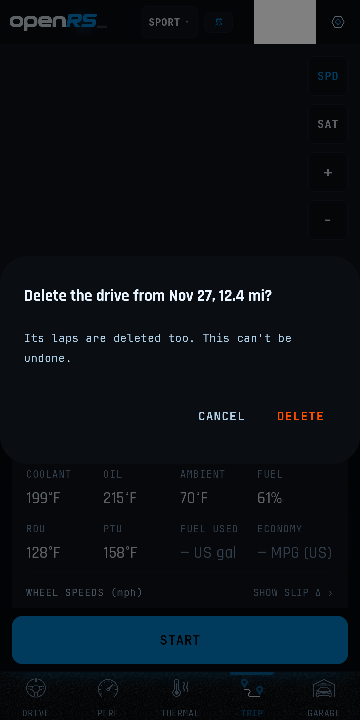 openRS
SPORT
S
SPD
SAT
+
-
Delete the drive from Nov 27, 12.4 mi?
Its laps are deleted too. This can't be
undone.
CANCEL DELETE
COOLANT OIL AMBIENT FUEL
199°F 215°F 70°F 61%
RDU PTU FUEL USED ECONOMY
128°F 158°F — US gal — MPG (US)
WHEEL SPEEDS (mph) SHOW SLIP Δ ›
START
DRIVE PERF THERMAL TRIP GARAGE